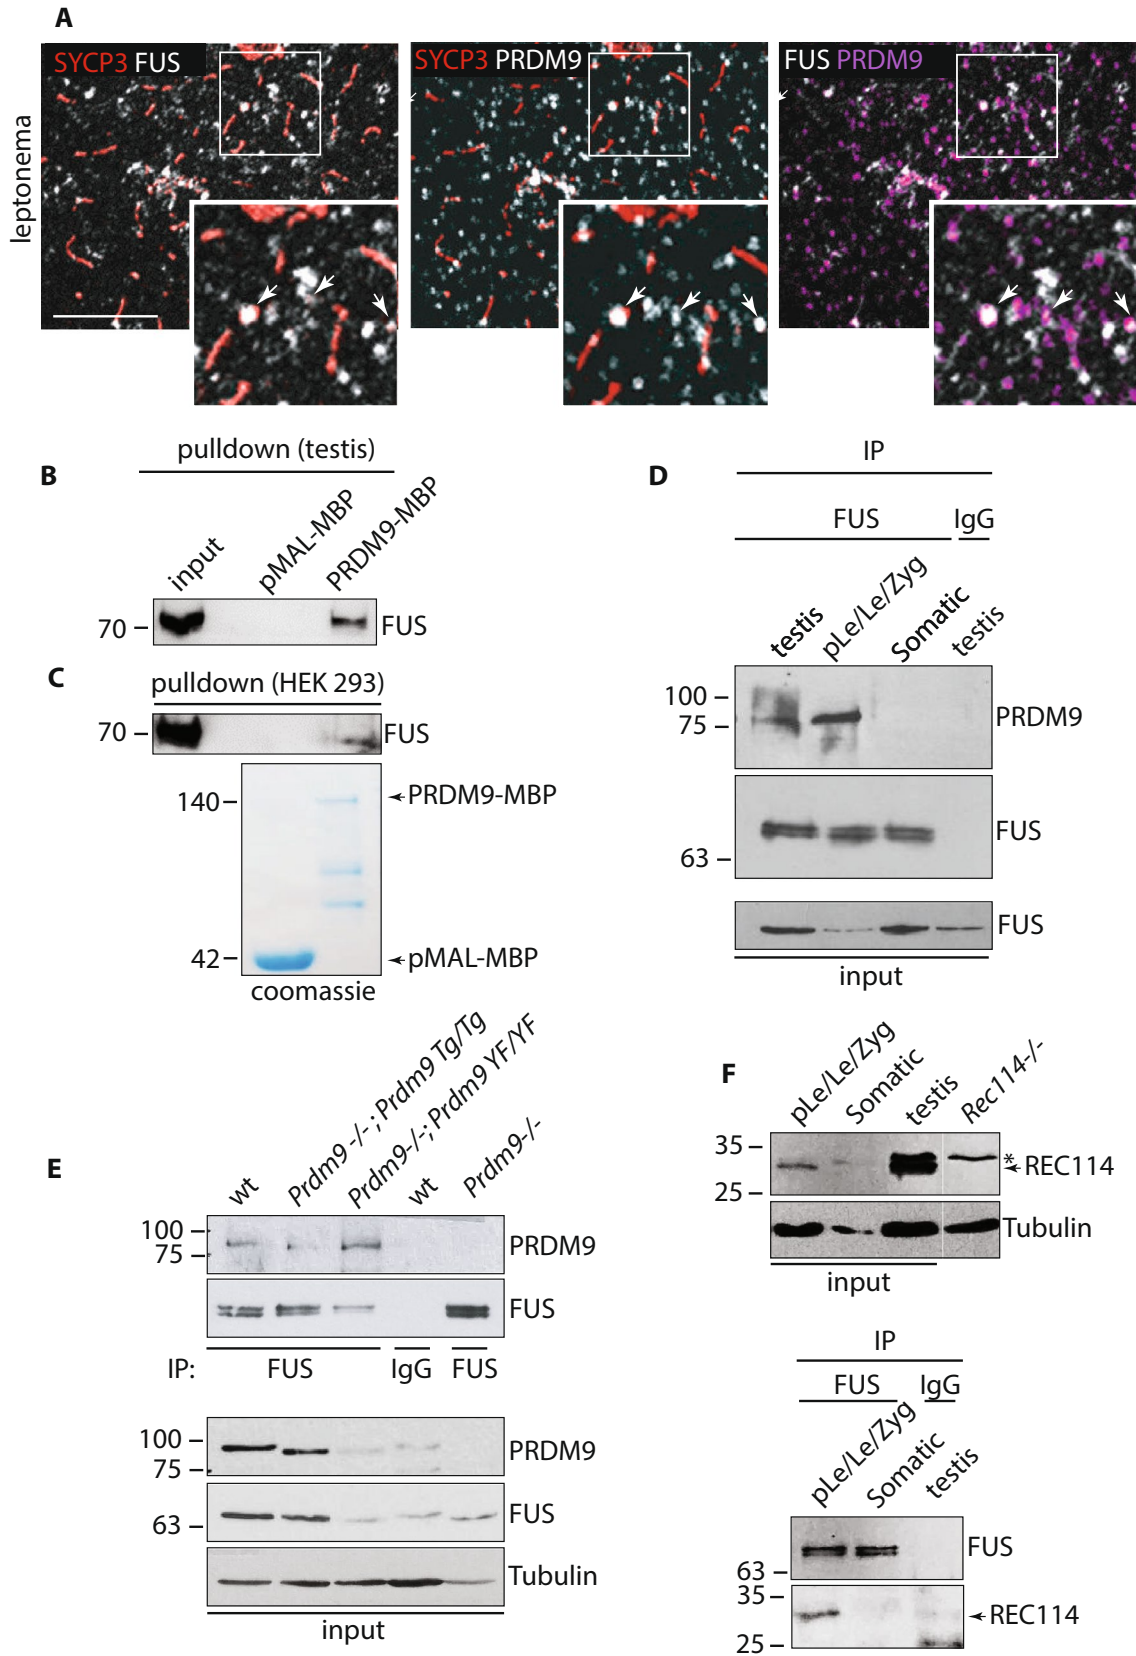 A
SYCP3 FUS
SYCP3 PRDM9
FUS PRDM9
leptonema
B
pulldown (testis)
input
pMAL-MBP
PRDM9-MBP
70
FUS
C
pulldown (HEK 293)
70
FUS
140
PRDM9-MBP
42
pMAL-MBP
coomassie
D
IP
FUS
IgG
testis
pLe/Le/Zyg
Somatic
testis
100
75
PRDM9
FUS
63
FUS
input
E
wt
Prdm9 -/-; Prdm9 Tg/Tg
Prdm9-/-; Prdm9 YF/YF
wt
Prdm9-/-
100
75
PRDM9
FUS
IP:
FUS
IgG
FUS
100
75
PRDM9
FUS
63
Tubulin
input
F
pLe/Le/Zyg
Somatic
testis
Rec114-/-
35
*
REC114
25
Tubulin
input
IP
FUS
IgG
pLe/Le/Zyg
Somatic
testis
FUS
63
35
REC114
25